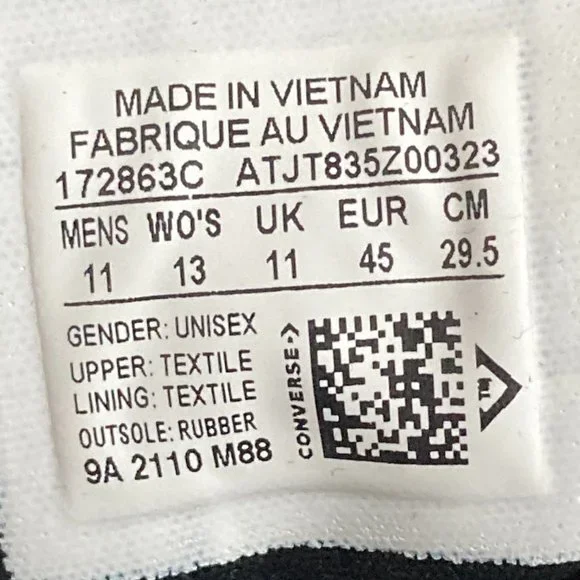 MADE IN VIETNAM
FABRIQUE AU VIETNAM
172863C ATJT835Z00323
MENS WO'S UK EUR CM
11 13 11 45 29.5
GENDER: UNISEX
UPPER: TEXTILE
LINING: TEXTILE
OUTSOLE: RUBBER
9A 2110 M88
CONVERSE
TM